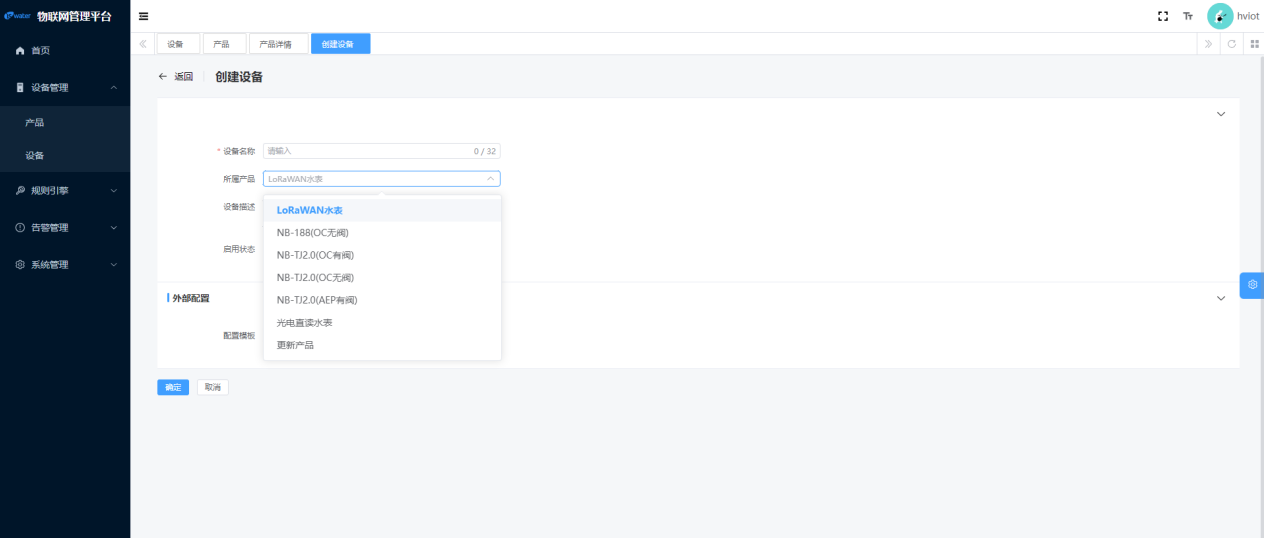 water 物联网管理平台
hviot
首页
设备管理
产品
设备
规则引擎
告警管理
系统管理
设备 产品 产品详情 创建设备
返回 创建设备
* 设备名称 请输入 0 / 32
所属产品 LoRaWAN水表
设备描述
启用状态
LoRaWAN水表
NB-188(OC无阀)
NB-TJ2.0(OC有阀)
NB-TJ2.0(OC无阀)
NB-TJ2.0(AEP有阀)
光电直读水表
更新产品
外部配置
配置模板
确定 取消